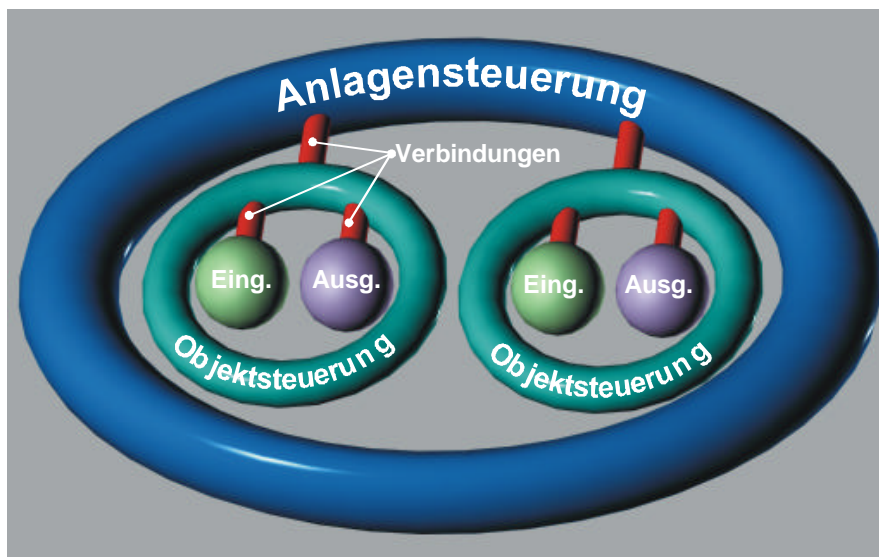 Anlagensteuerung
Verbindungen
Eing.
Ausg.
Eing.
Ausg.
Objektsteuerung
Objektsteuerung